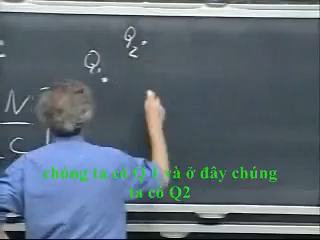 Q₂.
Q₁.
N
C
chúng ta có Q 1 và ở đây chúng
ta có Q2